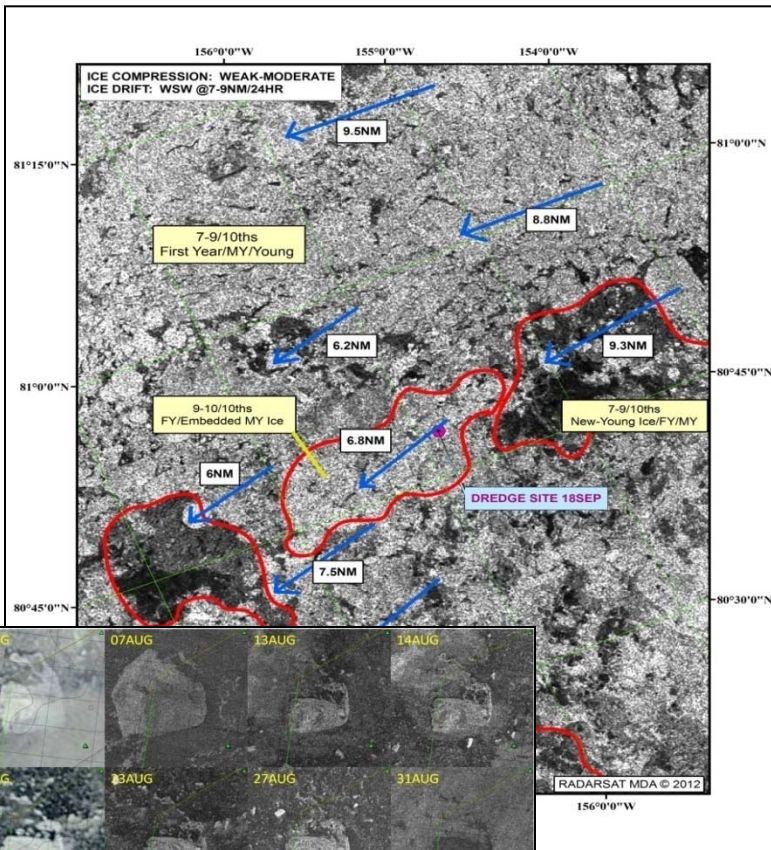 156°0'0"W
155°0'0"W
154°0'0"W
ICE COMPRESSION: WEAK-MODERATE
ICE DRIFT: WSW @7-9NM/24HR
9.5NM
81°0'0"N
81°15'0"N
8.8NM
7-9/10ths
First Year/MY/Young
6.2NM
9.3NM
80°45'0"N
81°0'0"N
9-10/10ths
FY/Embedded MY Ice
7-9/10ths
New-Young Ice/FY/MY
6.8NM
6NM
DREDGE SITE 18SEP
7.5NM
80°45'0"N
80°30'0"N
07AUG
13AUG
14AUG
23AUG
27AUG
31AUG
RADARSAT MDA © 2012
156°0'0"W